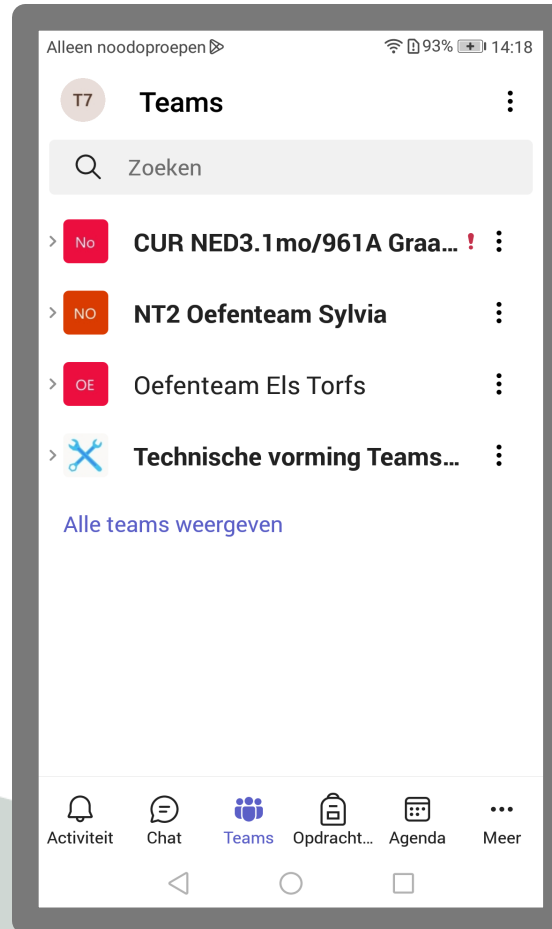 Alleen noodoproepen 93% 14:18
T7 Teams
Zoeken
No CUR NED3.1mo/961A Graa... !
NO NT2 Oefenteam Sylvia
OE Oefenteam Els Torfs
Technische vorming Teams...
Alle teams weergeven
Activiteit Chat Teams Opdracht... Agenda Meer